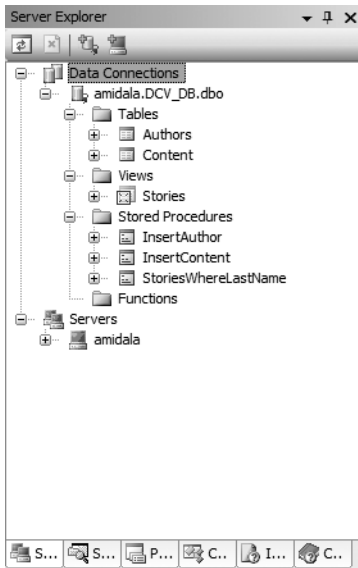 Server Explorer
Data Connections
amidala.DCV_DB.dbo
Tables
Authors
Content
Views
Stories
Stored Procedures
InsertAuthor
InsertContent
StoriesWhereLastName
Functions
Servers
amidala
S... S... P... C.. I... C..